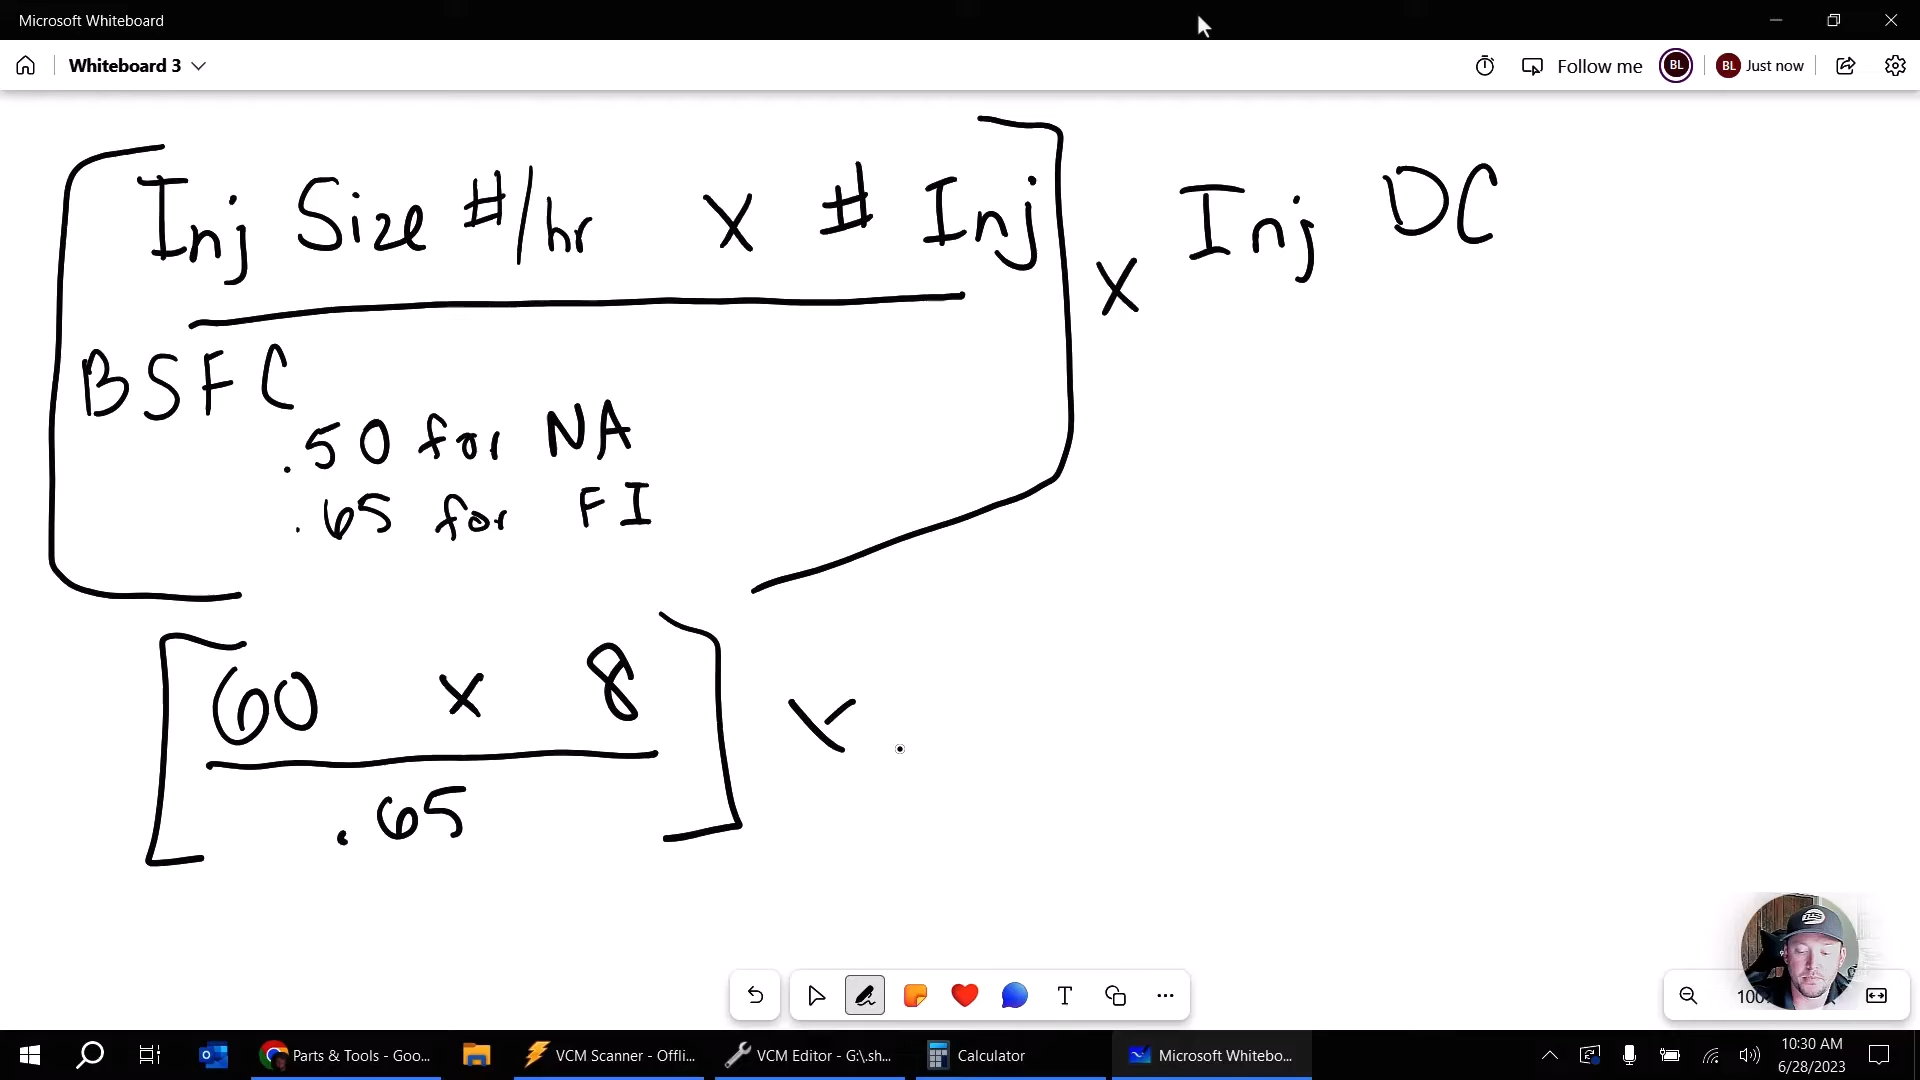 Microsoft Whiteboard
Whiteboard 3
Follow me
BL
BL Just now
Inj Size #/hr X # Inj X Inj DC
BSFC
.50 for NA
.65 for FI
60 x 8 x .
.65
T
Parts & Tools - Goo...
VCM Scanner - Offli...
VCM Editor - G:\.sh...
Calculator
Microsoft Whitebo...
10:30 AM
6/28/2023